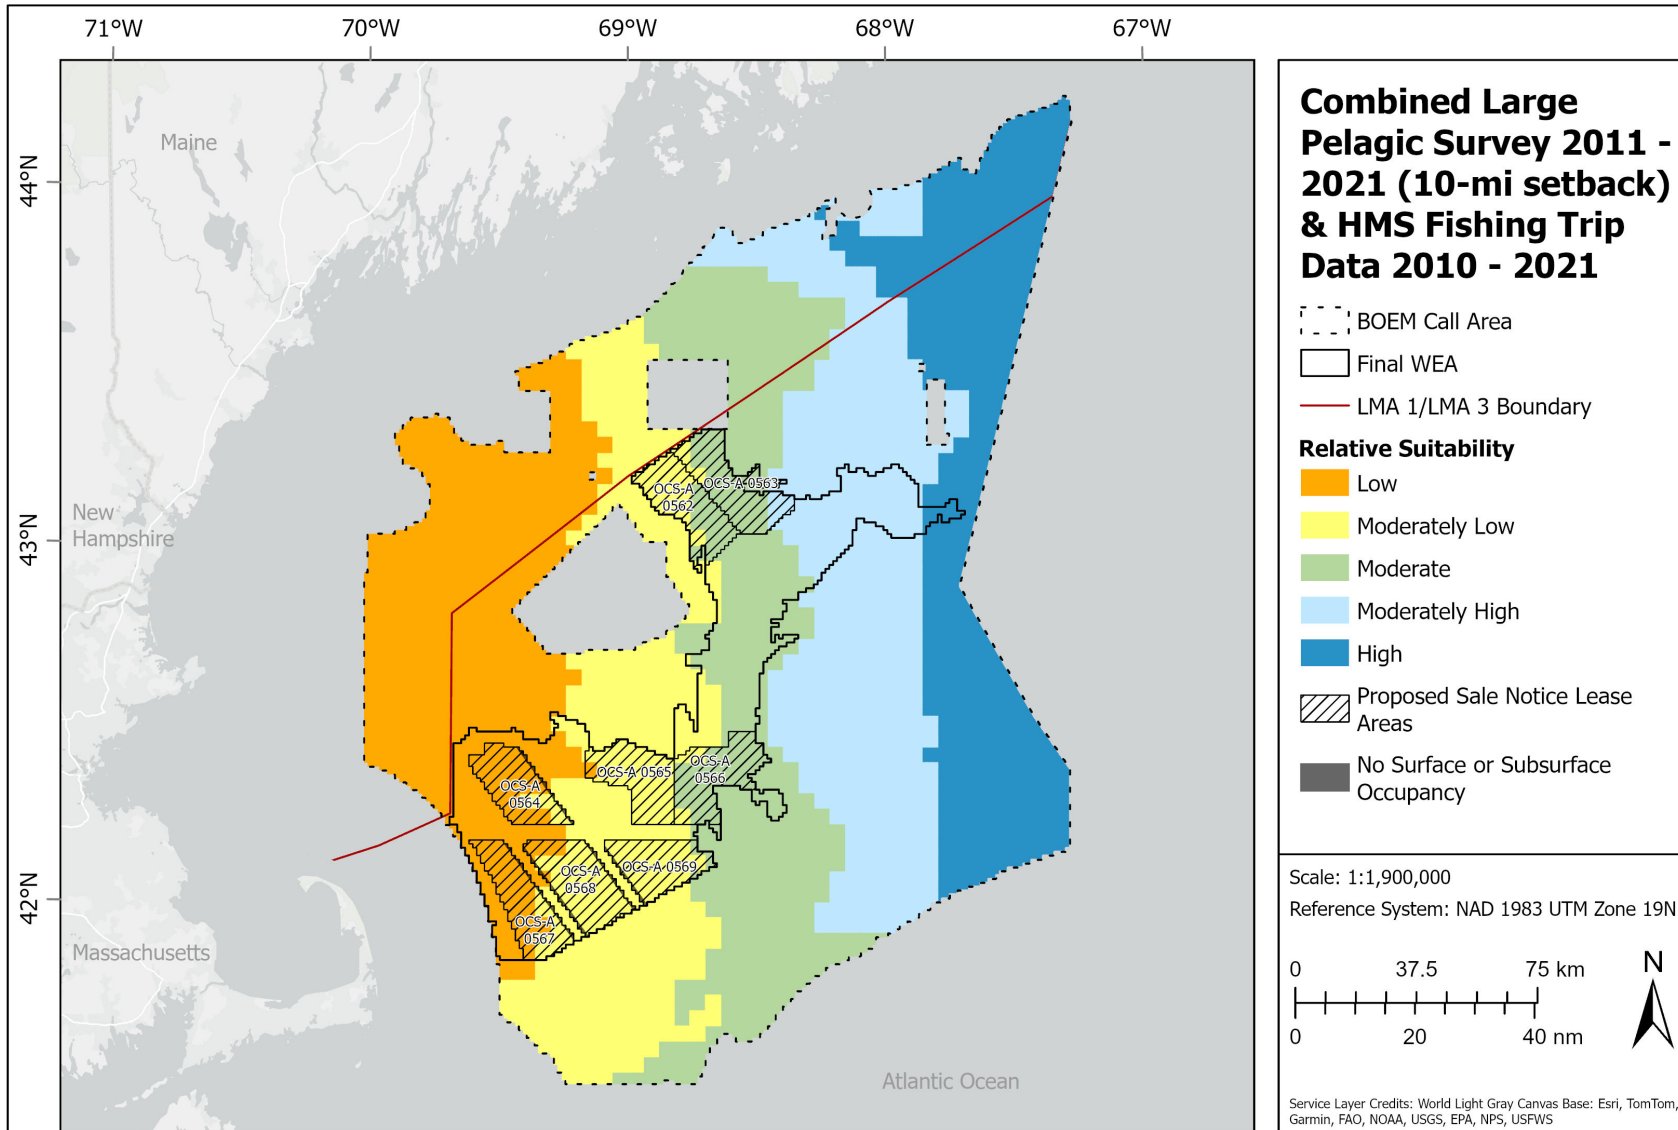 71°W 70°W 69°W 68°W 67°W
44°N
43°N
42°N
Maine
New
Hampshire
Massachusetts
Atlantic Ocean
OCS-A
0562
OCS-A 0563
OCS-A
0564
OCS-A 0565
OCS-A
0566
OCS-A
0567
OCS-A
0568
OCS-A 0569
Combined Large
Pelagic Survey 2011 -
2021 (10-mi setback)
& HMS Fishing Trip
Data 2010 - 2021
BOEM Call Area
Final WEA
LMA 1/LMA 3 Boundary
Relative Suitability
Low
Moderately Low
Moderate
Moderately High
High
Proposed Sale Notice Lease
Areas
No Surface or Subsurface
Occupancy
Scale: 1:1,900,000
Reference System: NAD 1983 UTM Zone 19N
0 37.5 75 km
0 20 40 nm
N
Service Layer Credits: World Light Gray Canvas Base: Esri, TomTom,
Garmin, FAO, NOAA, USGS, EPA, NPS, USFWS